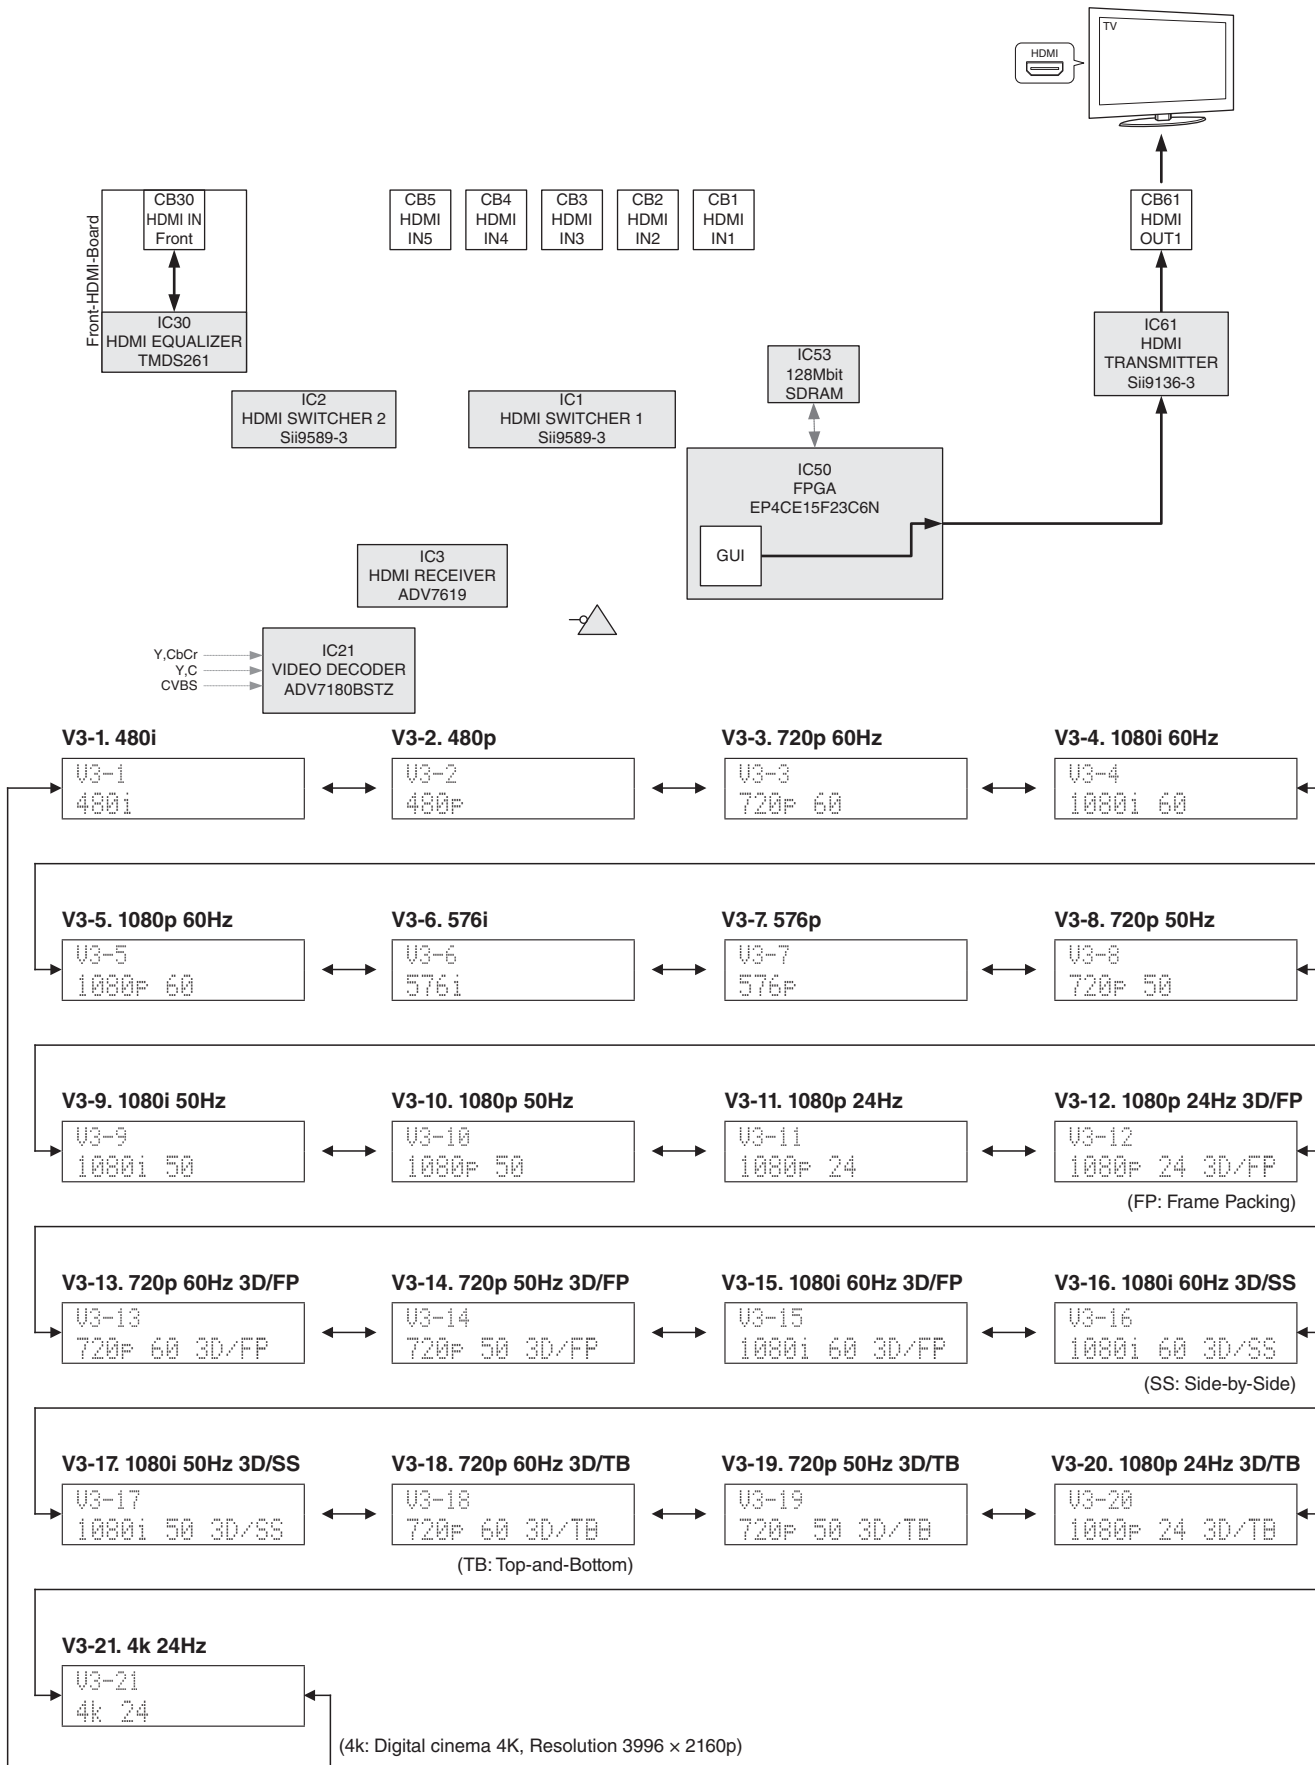 TV
HDMI
CB30
HDMI IN
Front
CB5
HDMI
IN5
CB4
HDMI
IN4
CB3
HDMI
IN3
CB2
HDMI
IN2
CB1
HDMI
IN1
CB61
HDMI
OUT1
Front-HDMI-Board
IC30
HDMI EQUALIZER
TMDS261
IC61
HDMI
TRANSMITTER
Sii9136-3
IC53
128Mbit
SDRAM
IC2
HDMI SWITCHER 2
Sii9589-3
IC1
HDMI SWITCHER 1
Sii9589-3
IC50
FPGA
EP4CE15F23C6N
GUI
IC3
HDMI RECEIVER
ADV7619
Y,CbCr
Y,C
CVBS
IC21
VIDEO DECODER
ADV7180BSTZ
V3-1. 480i
V3-1
480i
V3-2. 480p
V3-2
480p
V3-3. 720p 60Hz
V3-3
720p 60
V3-4. 1080i 60Hz
V3-4
1080i 60
V3-5. 1080p 60Hz
V3-5
1080p 60
V3-6. 576i
V3-6
576i
V3-7. 576p
V3-7
576p
V3-8. 720p 50Hz
V3-8
720p 50
V3-9. 1080i 50Hz
V3-9
1080i 50
V3-10. 1080p 50Hz
V3-10
1080p 50
V3-11. 1080p 24Hz
V3-11
1080p 24
V3-12. 1080p 24Hz 3D/FP
V3-12
1080p 24 3D/FP
(FP: Frame Packing)
V3-13. 720p 60Hz 3D/FP
V3-13
720p 60 3D/FP
V3-14. 720p 50Hz 3D/FP
V3-14
720p 50 3D/FP
V3-15. 1080i 60Hz 3D/FP
V3-15
1080i 60 3D/FP
V3-16. 1080i 60Hz 3D/SS
V3-16
1080i 60 3D/SS
(SS: Side-by-Side)
V3-17. 1080i 50Hz 3D/SS
V3-17
1080i 50 3D/SS
V3-18. 720p 60Hz 3D/TB
V3-18
720p 60 3D/TB
(TB: Top-and-Bottom)
V3-19. 720p 50Hz 3D/TB
V3-19
720p 50 3D/TB
V3-20. 1080p 24Hz 3D/TB
V3-20
1080p 24 3D/TB
V3-21. 4k 24Hz
V3-21
4k 24
(4k: Digital cinema 4K, Resolution 3996 × 2160p)